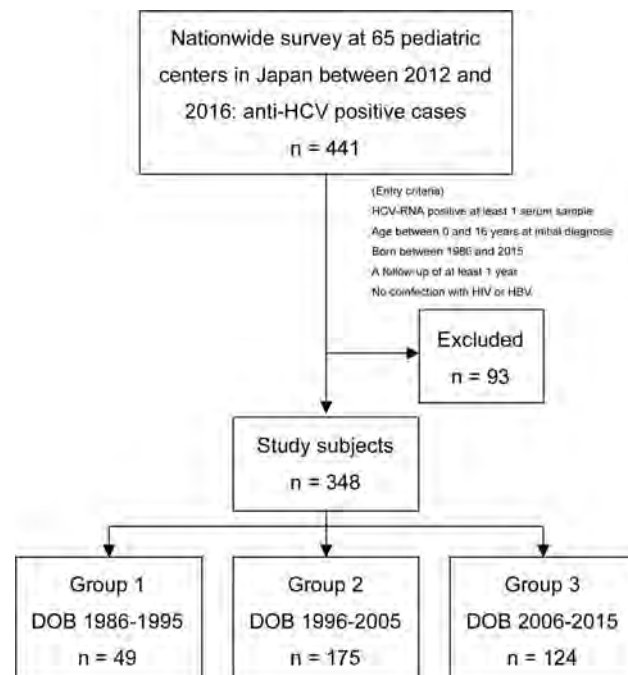 Nationwide survey at 65 pediatric
centers in Japan between 2012 and
2016: anti-HCV positive cases
n = 441
(Entry criteria)
HCV-RNA positive at least 1 serum sample
Age between 0 and 16 years at initial diagnosis
Born between 1986 and 2015
A follow-up of at least 1 year
No coinfection with HIV or HBV.
Excluded
n = 93
Study subjects
n = 348
Group 1
DOB 1986-1995
n = 49
Group 2
DOB 1996-2005
n = 175
Group 3
DOB 2006-2015
n = 124